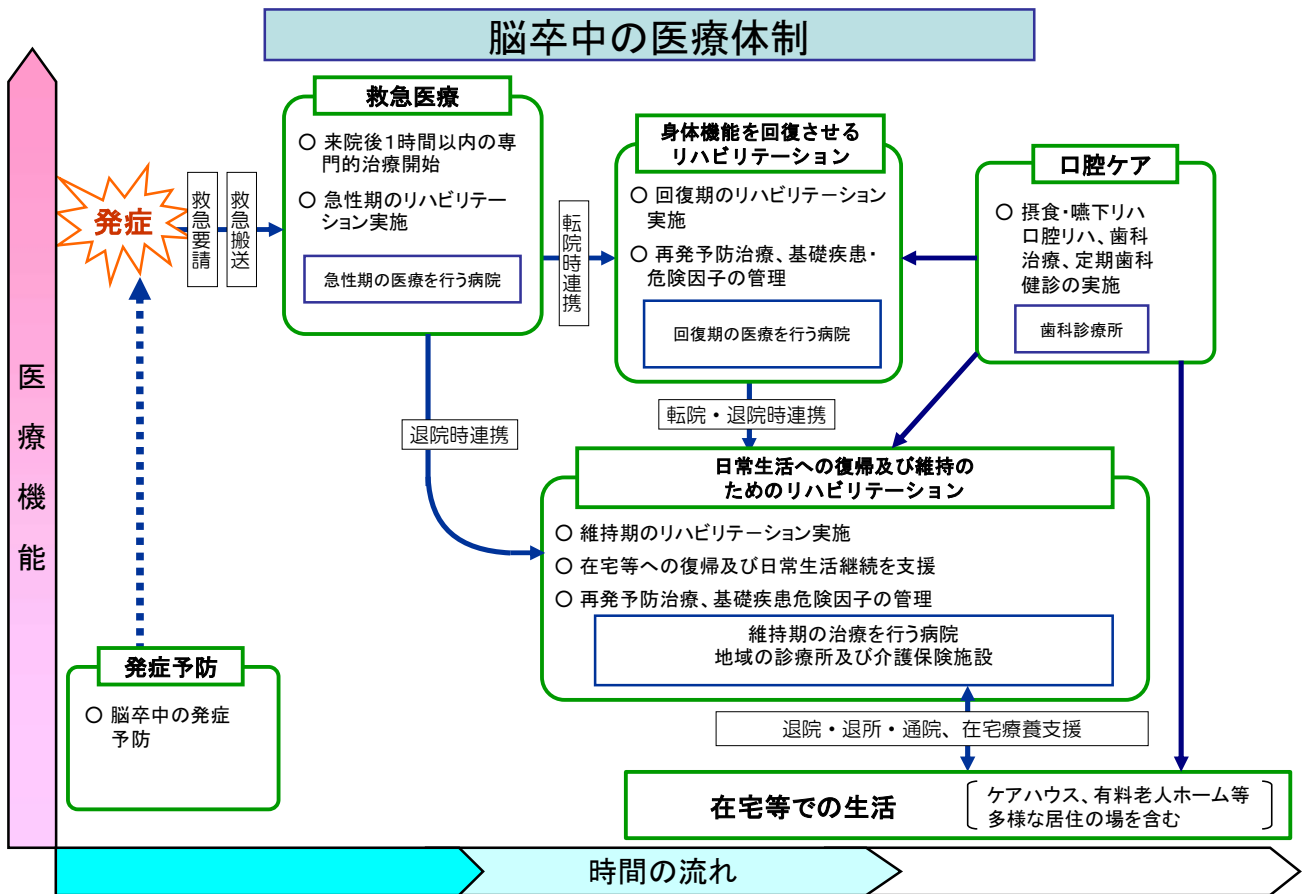 脳卒中の医療体制
医療機能
発症
救急要請
救急搬送
救急医療
○ 来院後1時間以内の専
門的治療開始
○ 急性期のリハビリテー
ション実施
急性期の医療を行う病院
転院時連携
身体機能を回復させる
リハビリテーション
○ 回復期のリハビリテーション
実施
○ 再発予防治療、基礎疾患・
危険因子の管理
回復期の医療を行う病院
口腔ケア
○ 摂食・嚥下リハ
口腔リハ、歯科
治療、定期歯科
健診の実施
歯科診療所
退院時連携
転院・退院時連携
日常生活への復帰及び維持の
ためのリハビリテーション
○ 維持期のリハビリテーション実施
○ 在宅等への復帰及び日常生活継続を支援
○ 再発予防治療、基礎疾患危険因子の管理
維持期の治療を行う病院
地域の診療所及び介護保険施設
発症予防
○ 脳卒中の発症
予防
退院・退所・通院、在宅療養支援
在宅等での生活
ケアハウス、有料老人ホーム等
多様な居住の場を含む
時間の流れ